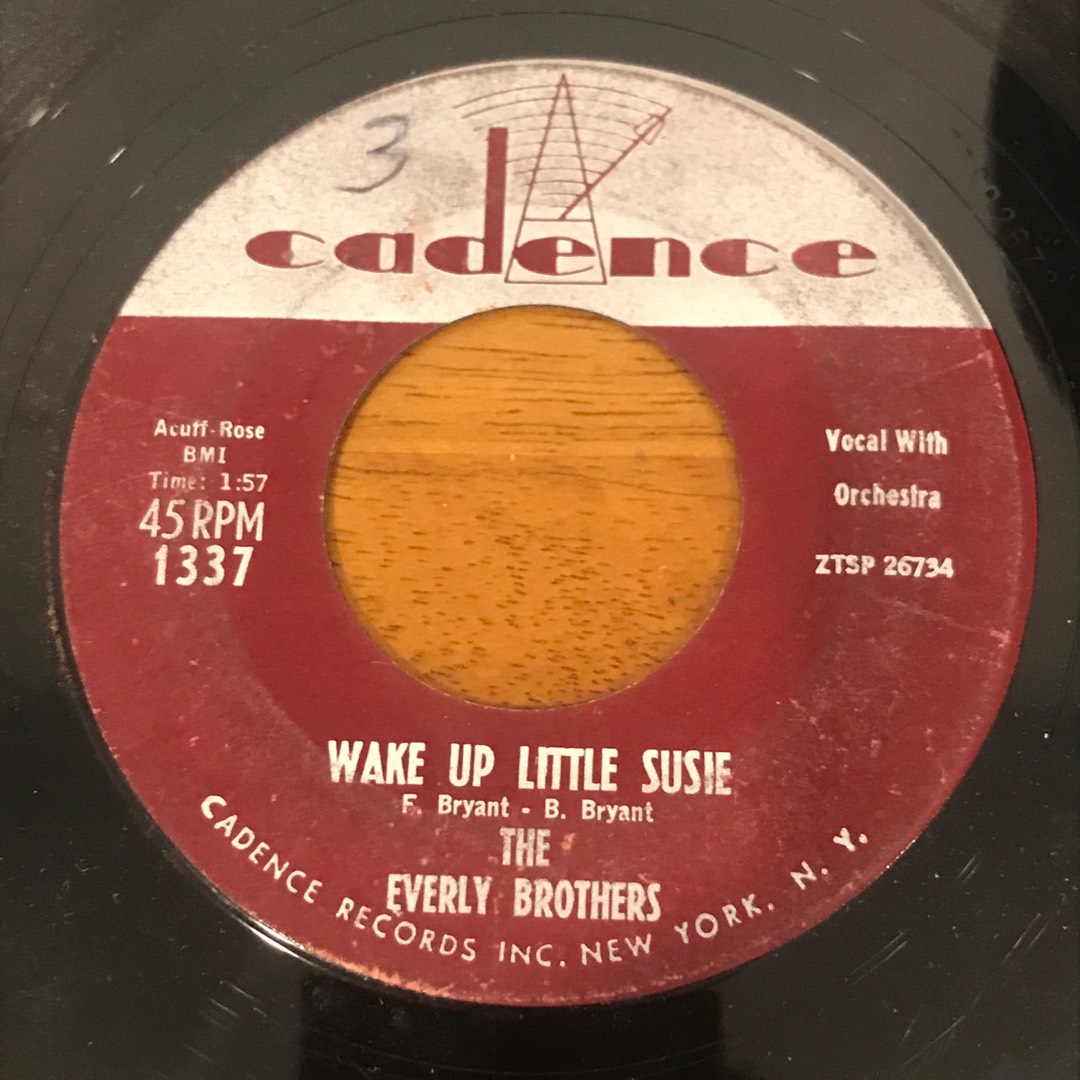 3
cadence
Acuff-Rose
BMI
Time: 1:57
45 RPM
1337
Vocal With
Orchestra
ZTSP 26734
WAKE UP LITTLE SUSIE
F. Bryant - B. Bryant
THE
EVERLY BROTHERS
CADENCE RECORDS INC. NEW YORK. N. Y.